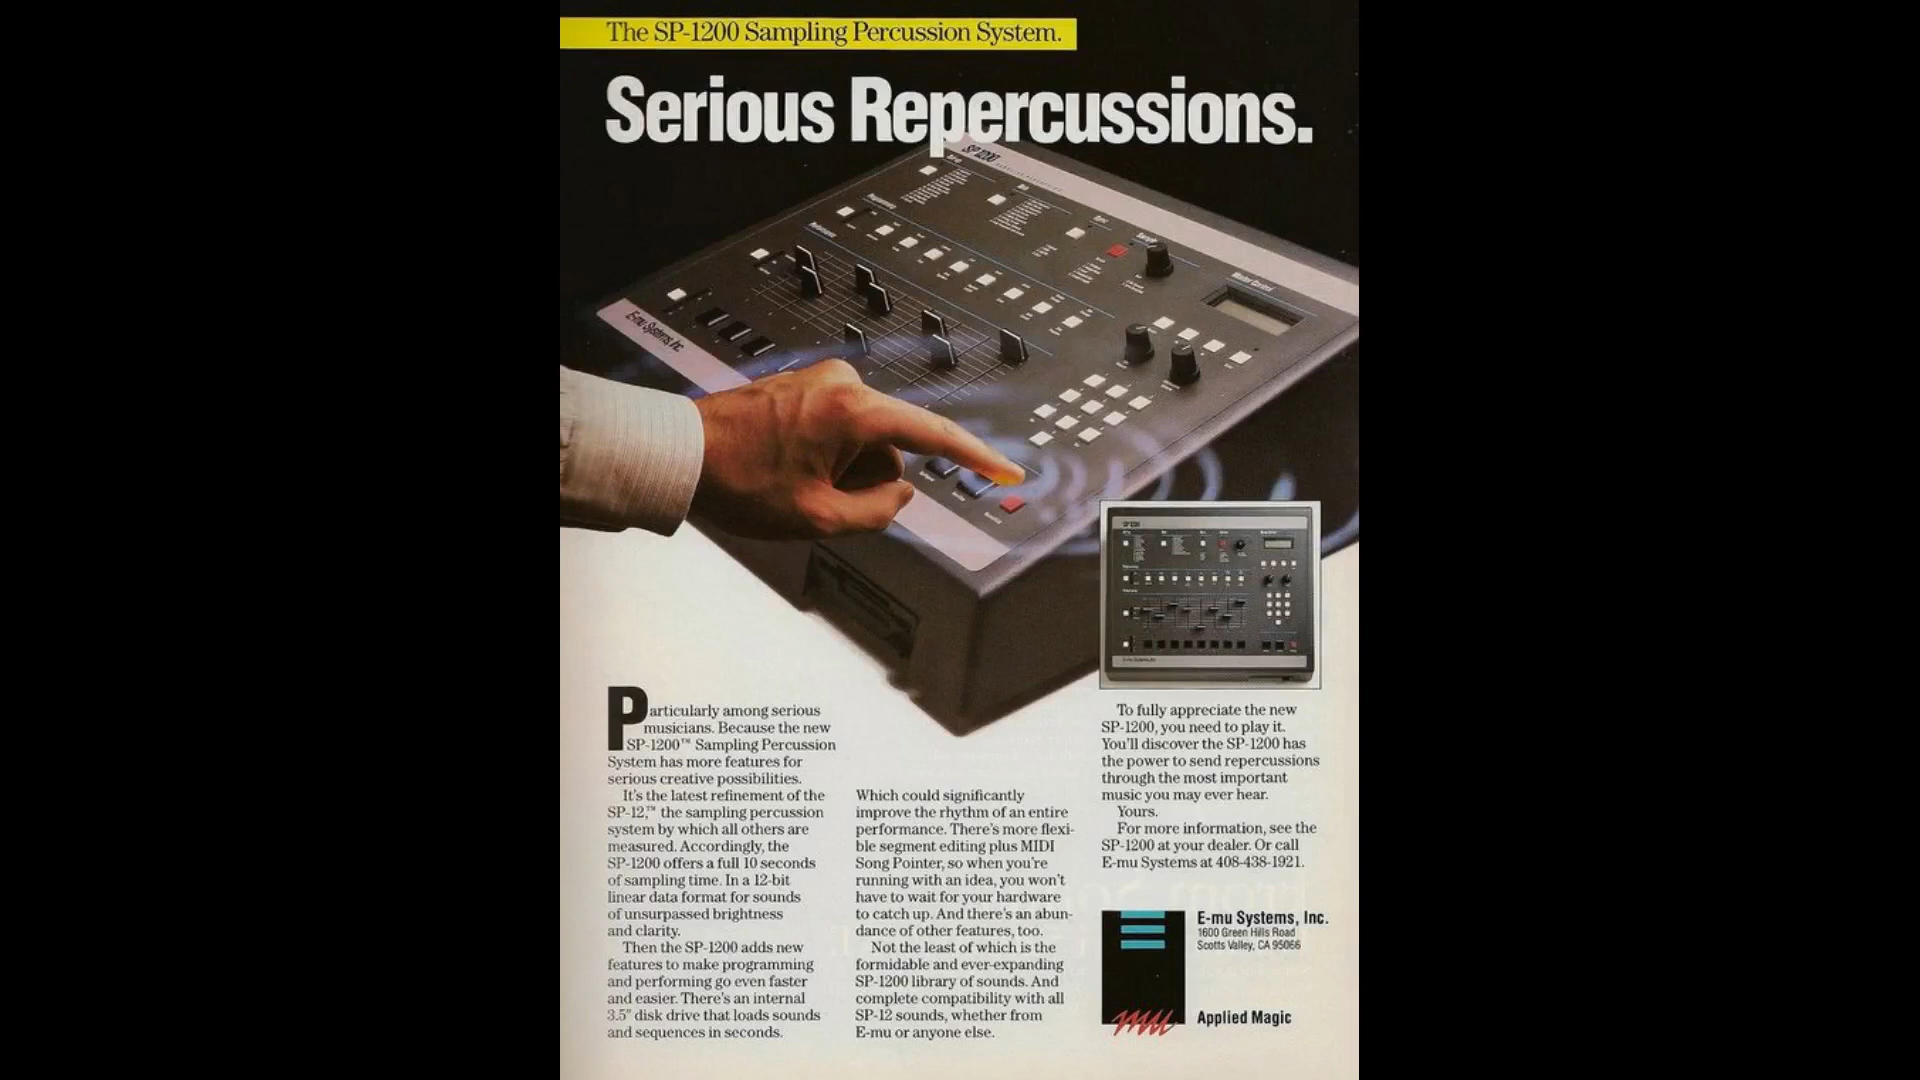 The SP-1200 Sampling Percussion System.
Serious Repercussions.
SP 1200
Programming
Performance
Sync
Sample
Master Control
E-mu Systems, Inc.
Particularly among serious
musicians. Because the new
SP-1200™ Sampling Percussion
System has more features for
serious creative possibilities.
It's the latest refinement of the
SP-12,™ the sampling percussion
system by which all others are
measured. Accordingly, the
SP-1200 offers a full 10 seconds
of sampling time. In a 12-bit
linear data format for sounds
of unsurpassed brightness
and clarity.
Then the SP-1200 adds new
features to make programming
and performing go even faster
and easier. There's an internal
3.5" disk drive that loads sounds
and sequences in seconds.
Which could significantly
improve the rhythm of an entire
performance. There's more flexi-
ble segment editing plus MIDI
Song Pointer, so when you're
running with an idea, you won't
have to wait for your hardware
to catch up. And there's an abun-
dance of other features, too.
Not the least of which is the
formidable and ever-expanding
SP-1200 library of sounds. And
complete compatibility with all
SP-12 sounds, whether from
E-mu or anyone else.
To fully appreciate the new
SP-1200, you need to play it.
You'll discover the SP-1200 has
the power to send repercussions
through the most important
music you may ever hear.
Yours.
For more information, see the
SP-1200 at your dealer. Or call
E-mu Systems at 408-438-1921.
E-mu Systems, Inc.
1600 Green Hills Road
Scotts Valley, CA 95066
mu
Applied Magic